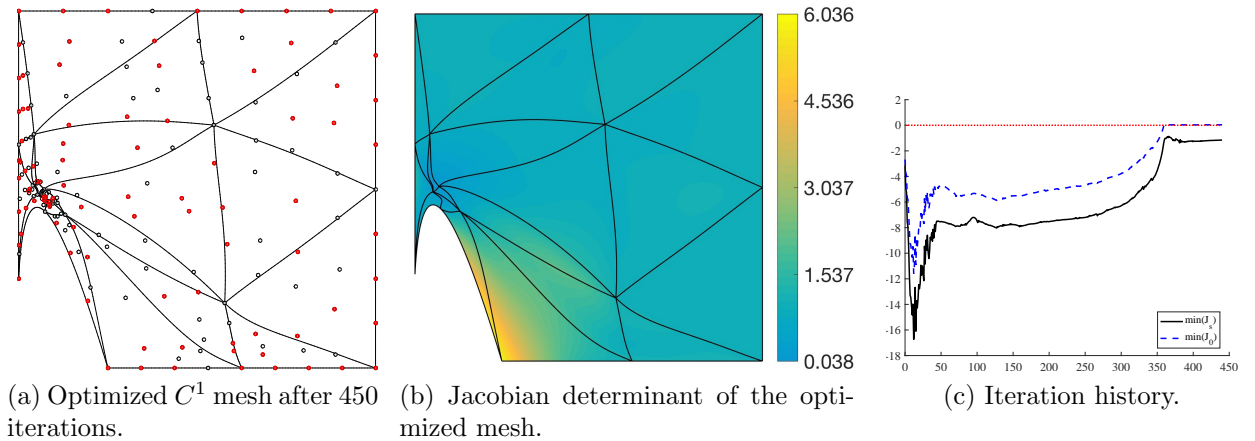 6.036
4.536
3.037
1.537
0.038
2
0
-2
-4
-6
-8
-10
-12
-14
-16
-18
0 50 100 150 200 250 300 350 400 450
min(J_s)
min(J_0)
(a) Optimized C^1 mesh after 450
iterations.
(b) Jacobian determinant of the opti-
mized mesh.
(c) Iteration history.